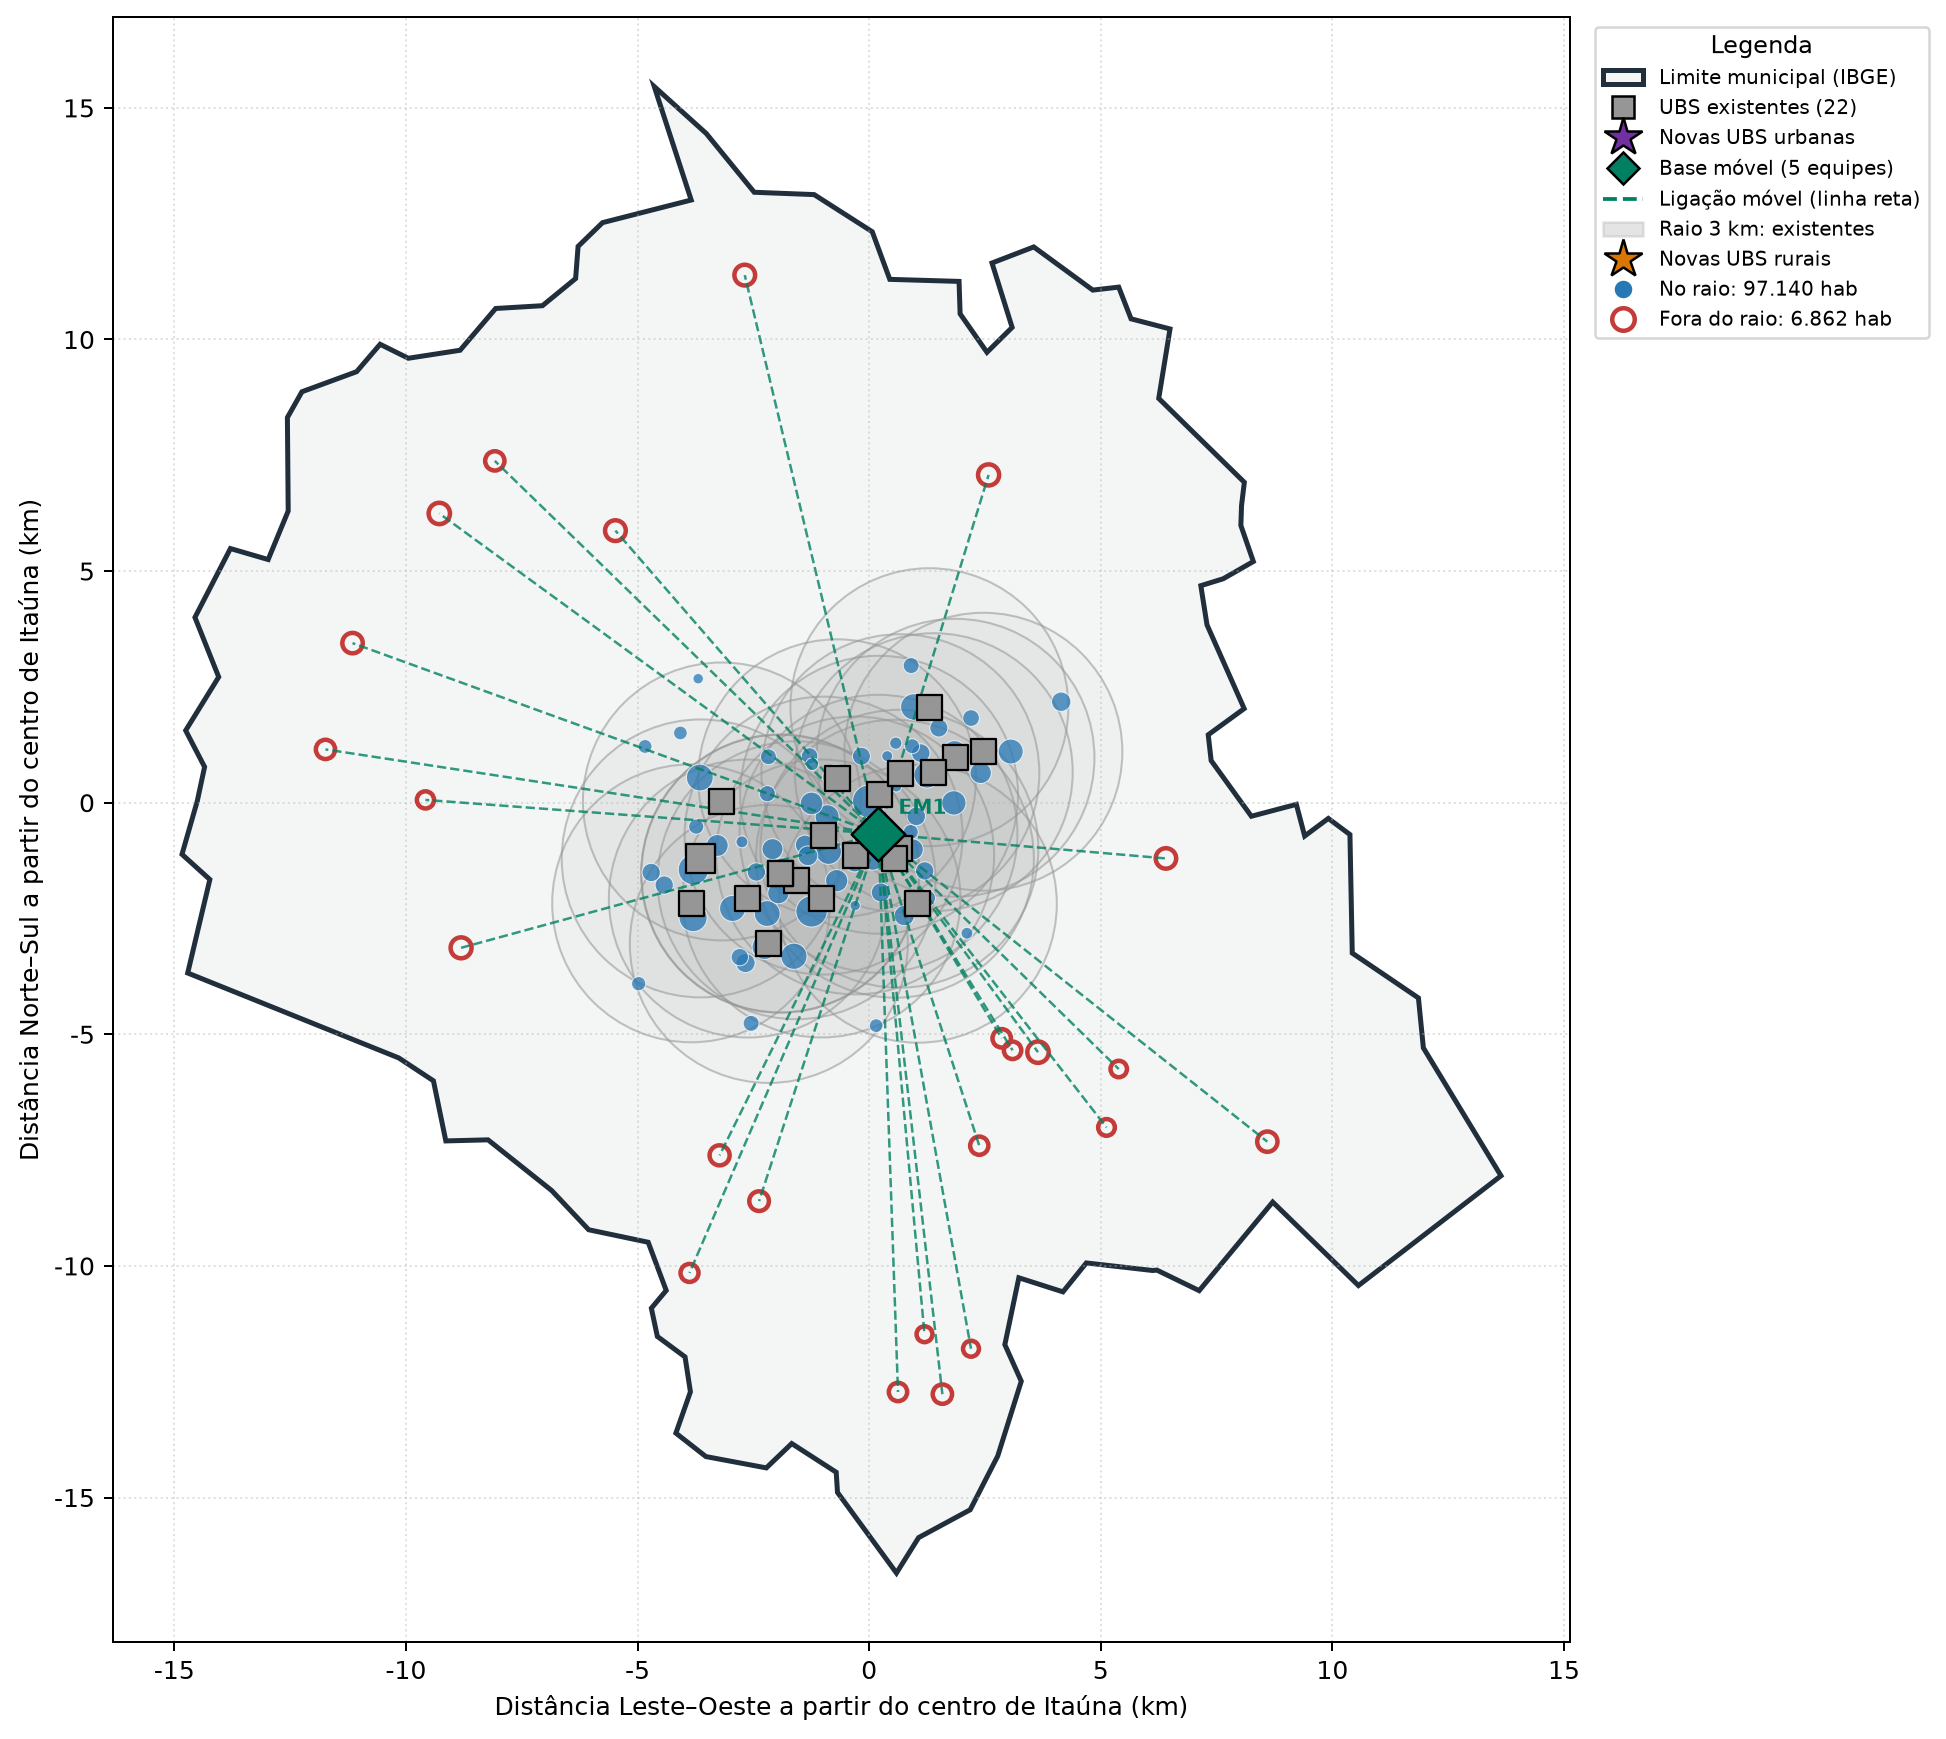 Legenda
Limite municipal (IBGE)
UBS existentes (22)
Novas UBS urbanas
Base móvel (5 equipes)
Ligação móvel (linha reta)
Raio 3 km: existentes
Novas UBS rurais
No raio: 97.140 hab
Fora do raio: 6.862 hab
Distância Norte–Sul a partir do centro de Itaúna (km)
15
10
5
0
-5
-10
-15
EM1
-15
-10
-5
0
5
10
15
Distância Leste–Oeste a partir do centro de Itaúna (km)